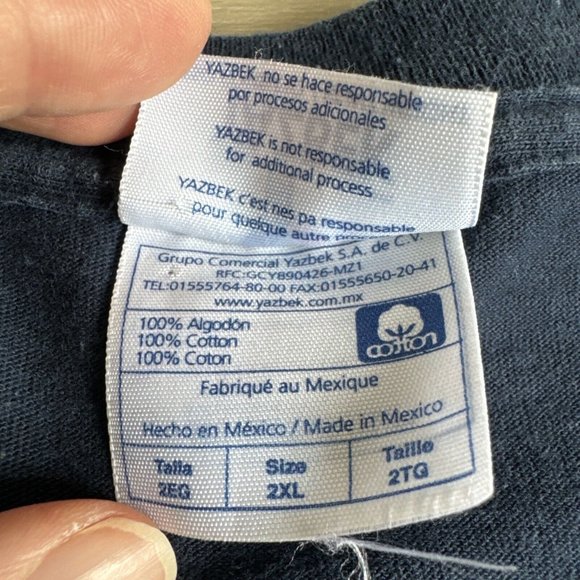 YAZBEK no se hace responsable
por procesos adicionales
YAZBEK is not responsable
for additional process
YAZBEK c'est nes pa responsable
pour quelque autre
Grupo Comercial Yazbek S.A. de C.V.
RFC:GCY890426-MZ1
TEL:01555764-80-00 FAX:01555650-20-41
www.yazbek.com.mx
100% Algodón
100% Cotton
100% Coton
cotton
Fabriqué au Mexique
Hecho en México / Made in Mexico
Talla Size Taille
2EG 2XL 2TG